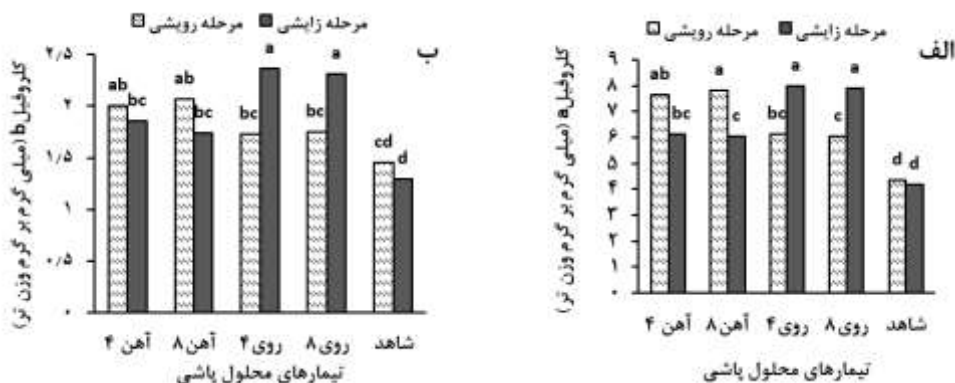 الف
مرحله زایشی مرحله رویشی
کلروفیل a (میلی گرم بر گرم وزن تر)
۹
۸
۷
۶
۵
۴
۳
۲
۱
۰
ab bc a c bc a bc a d d
آهن ۴ آهن ۸ روی ۴ روی ۸ شاهد
تیمارهای محلول پاشی
ب
مرحله زایشی مرحله رویشی
کلروفیل b (میلی گرم بر گرم وزن تر)
۲٫۵
۲
۱٫۵
۱
۰٫۵
۰
ab bc ab bc bc a bc a cd d
آهن ۴ آهن ۸ روی ۴ روی ۸ شاهد
تیمارهای محلول پاشی